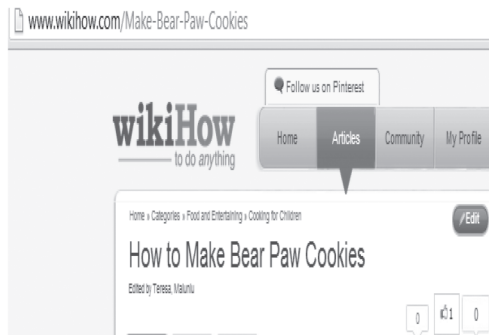 www.wikihow.com/Make-Bear-Paw-Cookies
Follow us on Pinterest
wikiHow
to do anything
Home
Articles
Community
My Profile
Home » Categories » Food and Entertaining » Cooking for Children
Edit
How to Make Bear Paw Cookies
Edited by Teresa, Maluniu
0
1
0